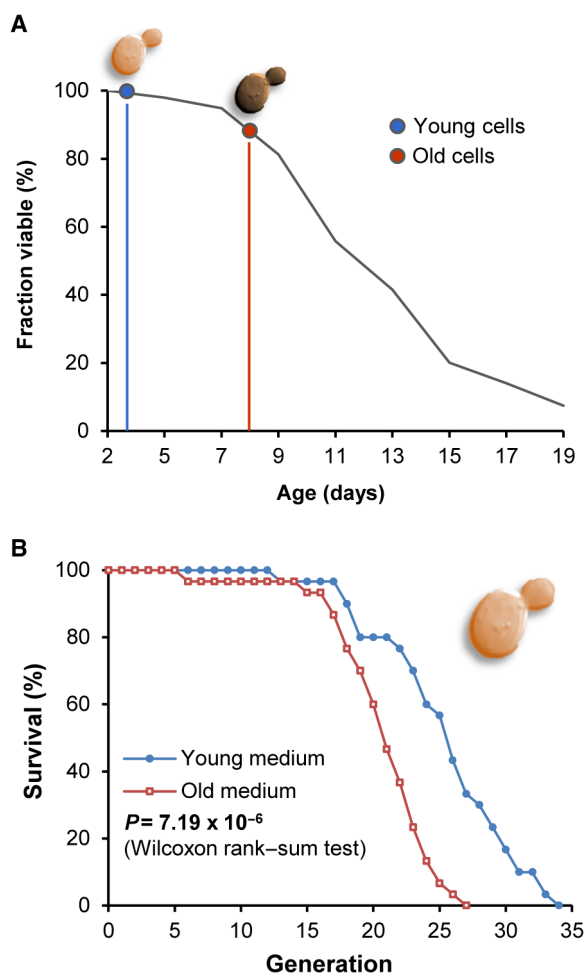 A
100
80
60
40
20
0
Fraction viable (%)
Young cells
Old cells
2 5 7 9 11 13 15 17 19
Age (days)
B
100
80
60
40
20
0
Survival (%)
Young medium
Old medium
P = 7.19 x 10⁻⁶
(Wilcoxon rank–sum test)
0 5 10 15 20 25 30 35
Generation